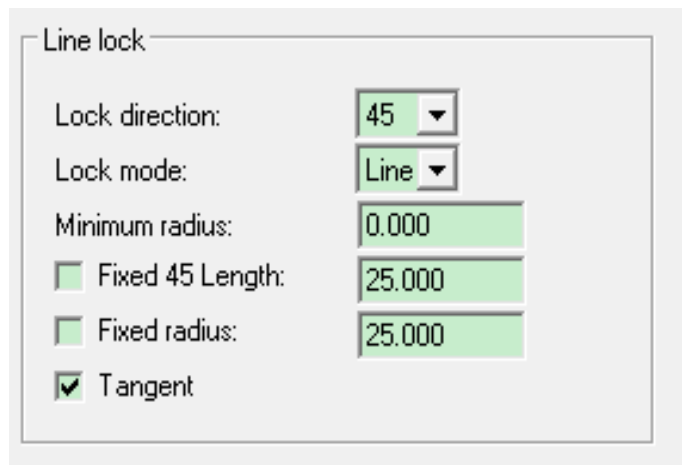 Line lock
Lock direction: 45
Lock mode: Line
Minimum radius: 0.000
Fixed 45 Length: 25.000
Fixed radius: 25.000
Tangent